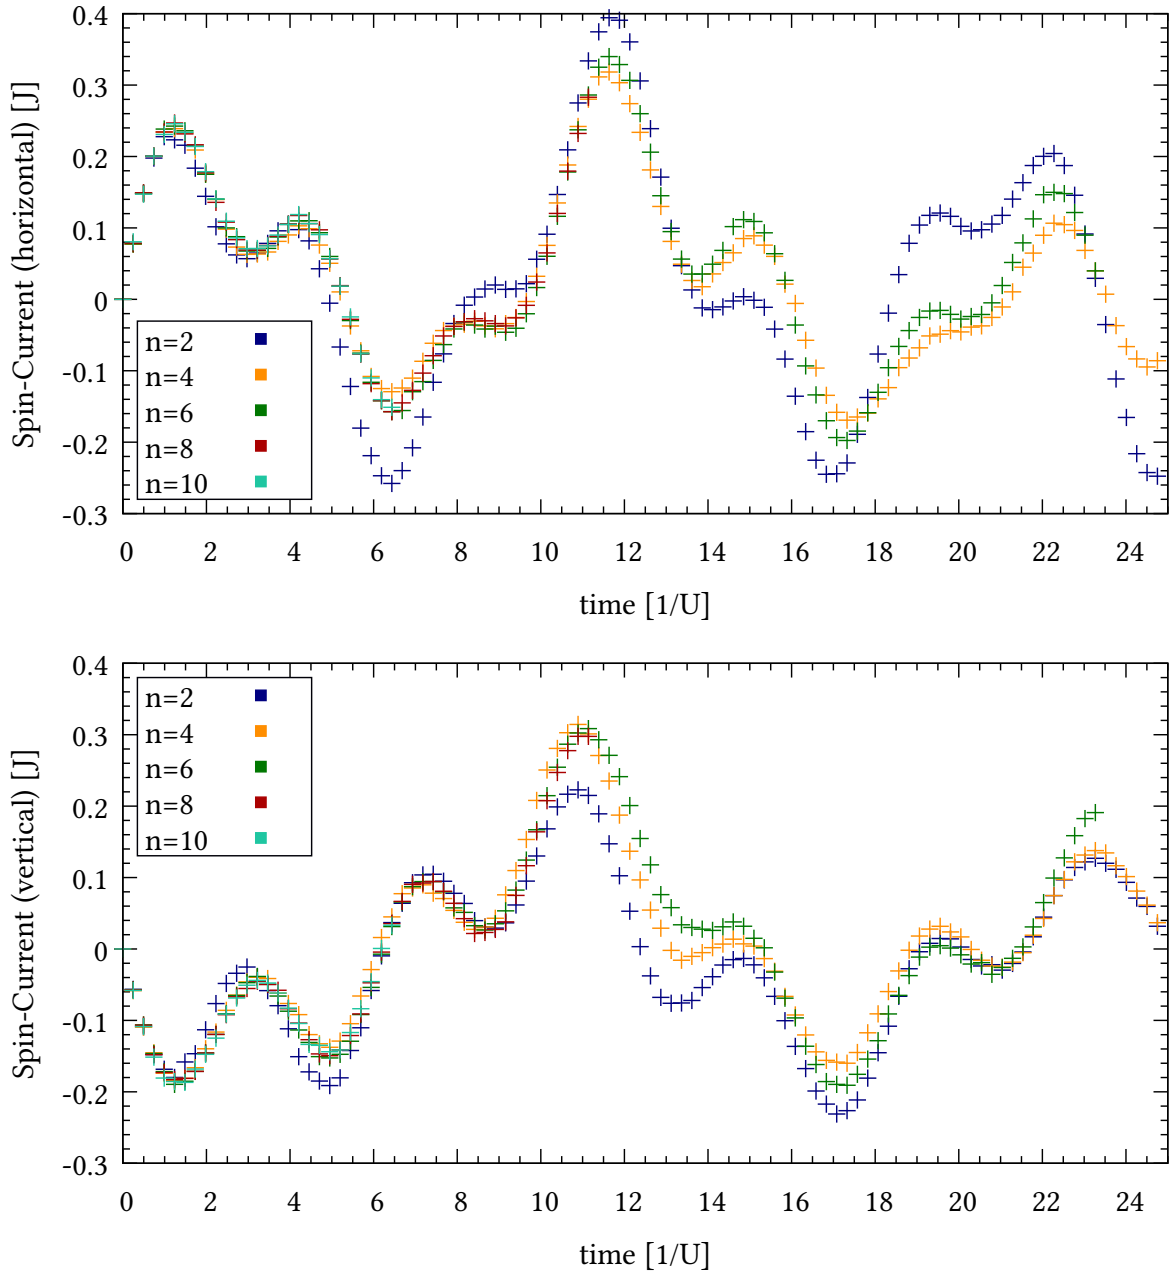 0.4
0.3
0.2
0.1
0
-0.1
-0.2
-0.3
Spin-Current (horizontal) [J]
n=2
n=4
n=6
n=8
n=10
0 2 4 6 8 10 12 14 16 18 20 22 24
time [1/U]
0.4
0.3
0.2
0.1
0
-0.1
-0.2
-0.3
Spin-Current (vertical) [J]
n=2
n=4
n=6
n=8
n=10
0 2 4 6 8 10 12 14 16 18 20 22 24
time [1/U]